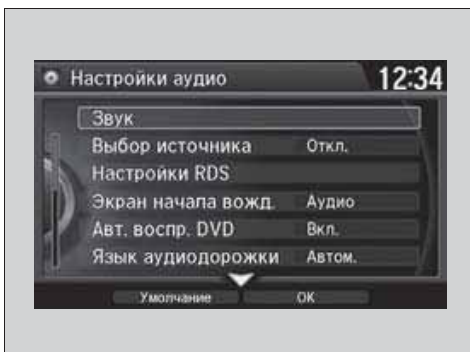 Настройки аудио 12:34
Звук
Выбор источника Откл.
Настройки RDS
Экран начала вожд. Аудио
Авт. воспр. DVD Вкл.
Язык аудиодорожки Автом.
Умолчание OK